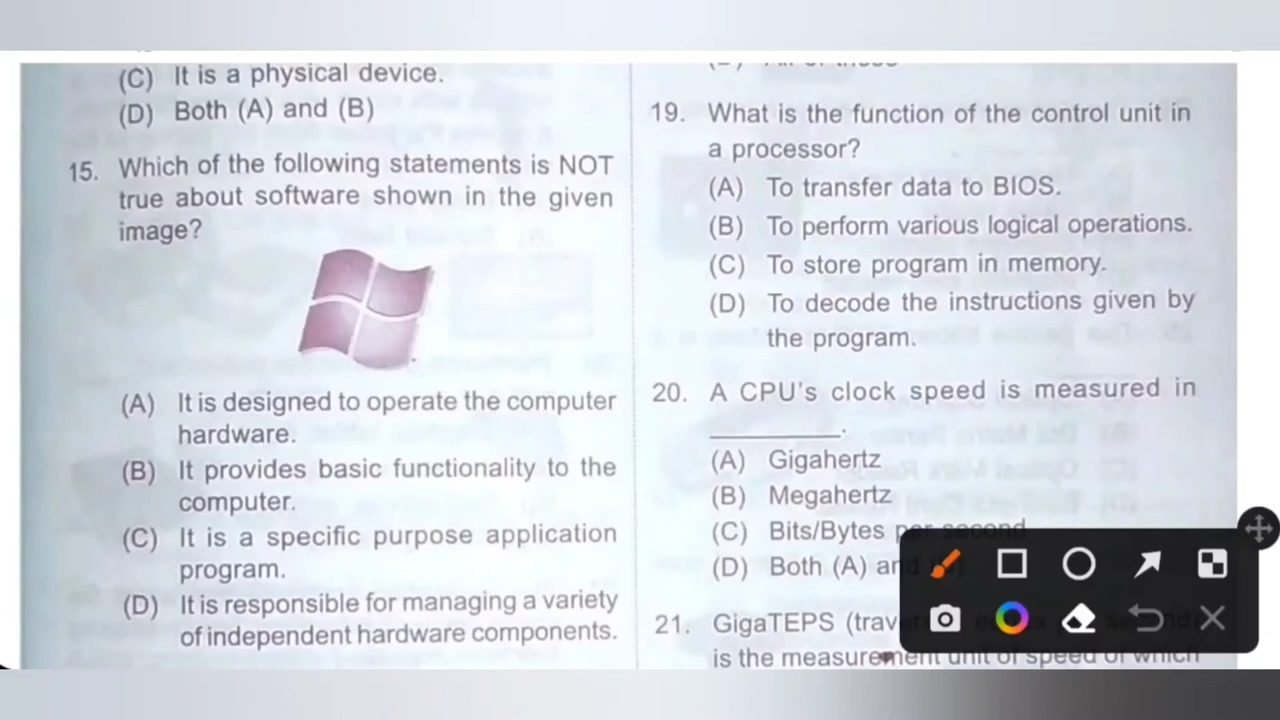 (C) It is a physical device.
(D) Both (A) and (B)
15. Which of the following statements is NOT
true about software shown in the given
image?
(A) It is designed to operate the computer
hardware.
(B) It provides basic functionality to the
computer.
(C) It is a specific purpose application
program.
(D) It is responsible for managing a variety
of independent hardware components.
19. What is the function of the control unit in
a processor?
(A) To transfer data to BIOS.
(B) To perform various logical operations.
(C) To store program in memory.
(D) To decode the instructions given by
the program.
20. A CPU's clock speed is measured in
________.
(A) Gigahertz
(B) Megahertz
(C) Bits/Bytes per second
(D) Both (A) and
21. GigaTEPS
is the measurement unit of speed of which